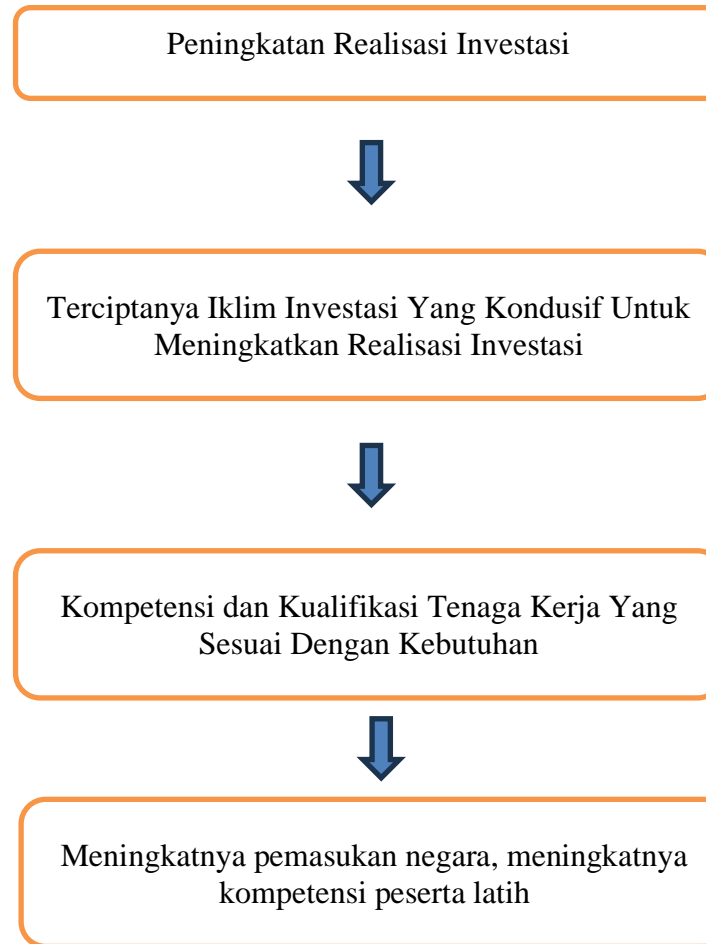 Peningkatan Realisasi Investasi
Terciptanya Iklim Investasi Yang Kondusif Untuk
Meningkatkan Realisasi Investasi
Kompetensi dan Kualifikasi Tenaga Kerja Yang
Sesuai Dengan Kebutuhan
Meningkatnya pemasukan negara, meningkatnya
kompetensi peserta latih